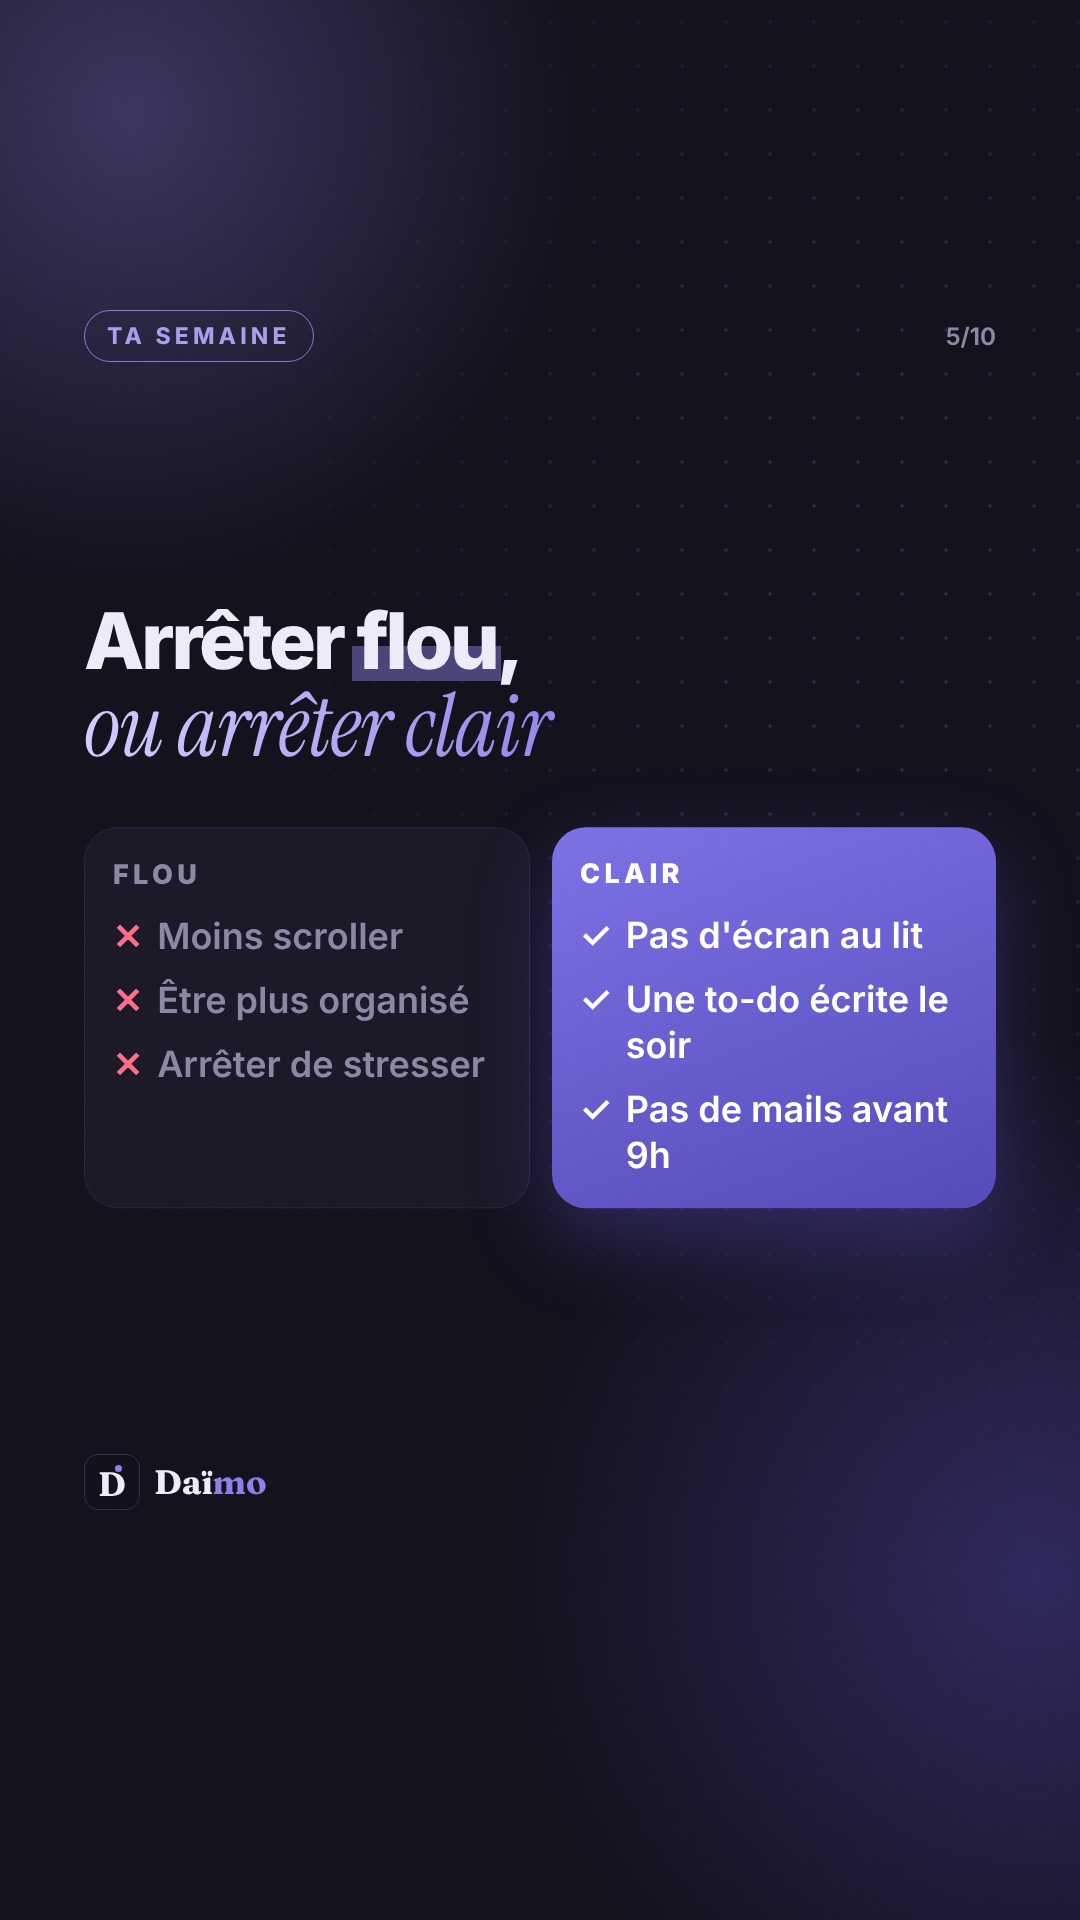 TA SEMAINE
5/10
Arrêter flou,
ou arrêter clair
FLOU
✕ Moins scroller
✕ Être plus organisé
✕ Arrêter de stresser
CLAIR
✓ Pas d'écran au lit
✓ Une to-do écrite le
soir
✓ Pas de mails avant
9h
D Daïmo